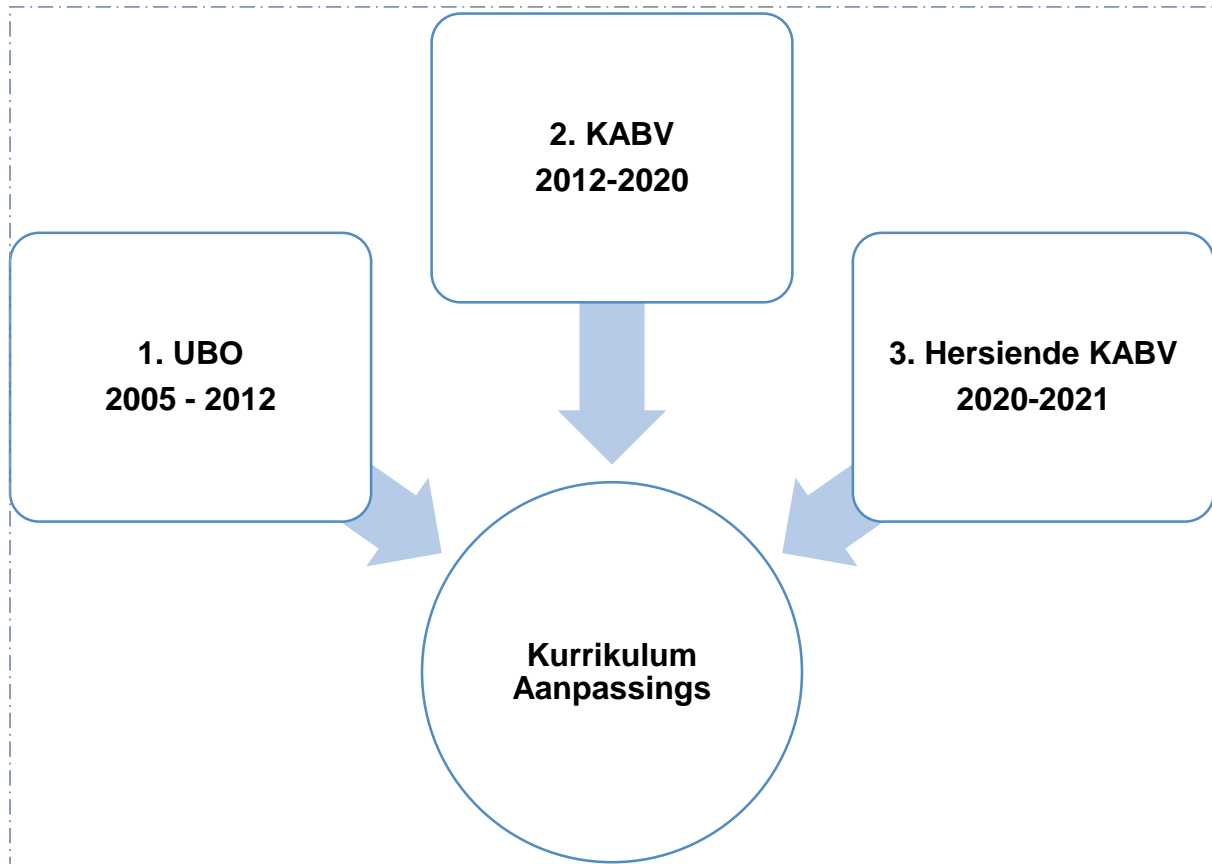 1. UBO
2005 - 2012
2. KABV
2012-2020
3. Hersiende KABV
2020-2021
Kurrikulum
Aanpassings